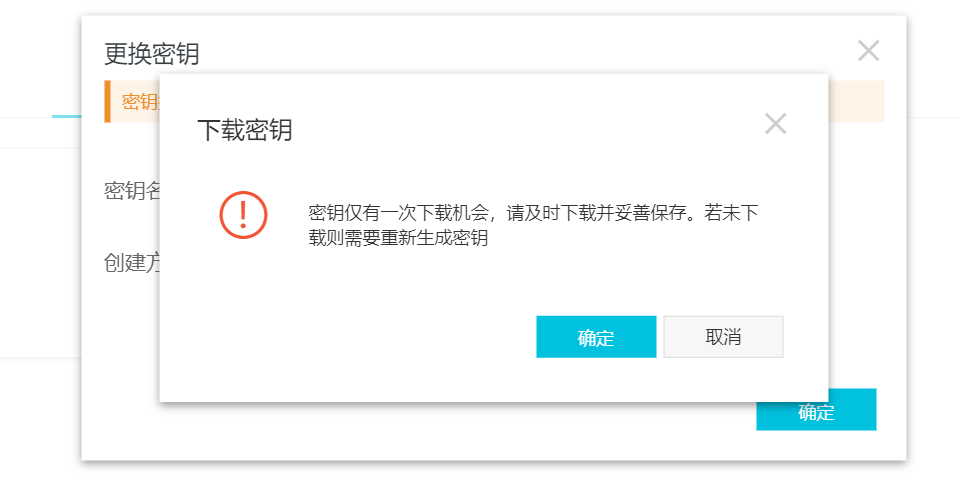 更换密钥
密钥
下载密钥
密钥名
密钥仅有一次下载机会，请及时下载并妥善保存。若未下
载则需要重新生成密钥
创建方
确定
取消
确定